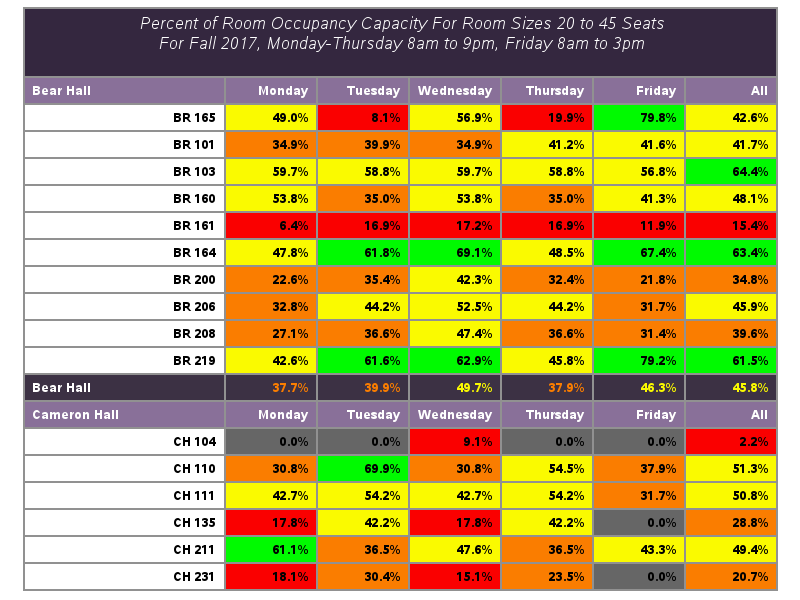 Percent of Room Occupancy Capacity For Room Sizes 20 to 45 Seats
For Fall 2017, Monday-Thursday 8am to 9pm, Friday 8am to 3pm
Bear Hall Monday Tuesday Wednesday Thursday Friday All
BR 165 49.0% 8.1% 56.9% 19.9% 79.8% 42.6%
BR 101 34.9% 39.9% 34.9% 41.2% 41.6% 41.7%
BR 103 59.7% 58.8% 59.7% 58.8% 56.8% 64.4%
BR 160 53.8% 35.0% 53.8% 35.0% 41.3% 48.1%
BR 161 6.4% 16.9% 17.2% 16.9% 11.9% 15.4%
BR 164 47.8% 61.8% 69.1% 48.5% 67.4% 63.4%
BR 200 22.6% 35.4% 42.3% 32.4% 21.8% 34.8%
BR 206 32.8% 44.2% 52.5% 44.2% 31.7% 45.9%
BR 208 27.1% 36.6% 47.4% 36.6% 31.4% 39.6%
BR 219 42.6% 61.6% 62.9% 45.8% 79.2% 61.5%
Bear Hall 37.7% 39.9% 49.7% 37.9% 46.3% 45.8%
Cameron Hall Monday Tuesday Wednesday Thursday Friday All
CH 104 0.0% 0.0% 9.1% 0.0% 0.0% 2.2%
CH 110 30.8% 69.9% 30.8% 54.5% 37.9% 51.3%
CH 111 42.7% 54.2% 42.7% 54.2% 31.7% 50.8%
CH 135 17.8% 42.2% 17.8% 42.2% 0.0% 28.8%
CH 211 61.1% 36.5% 47.6% 36.5% 43.3% 49.4%
CH 231 18.1% 30.4% 15.1% 23.5% 0.0% 20.7%